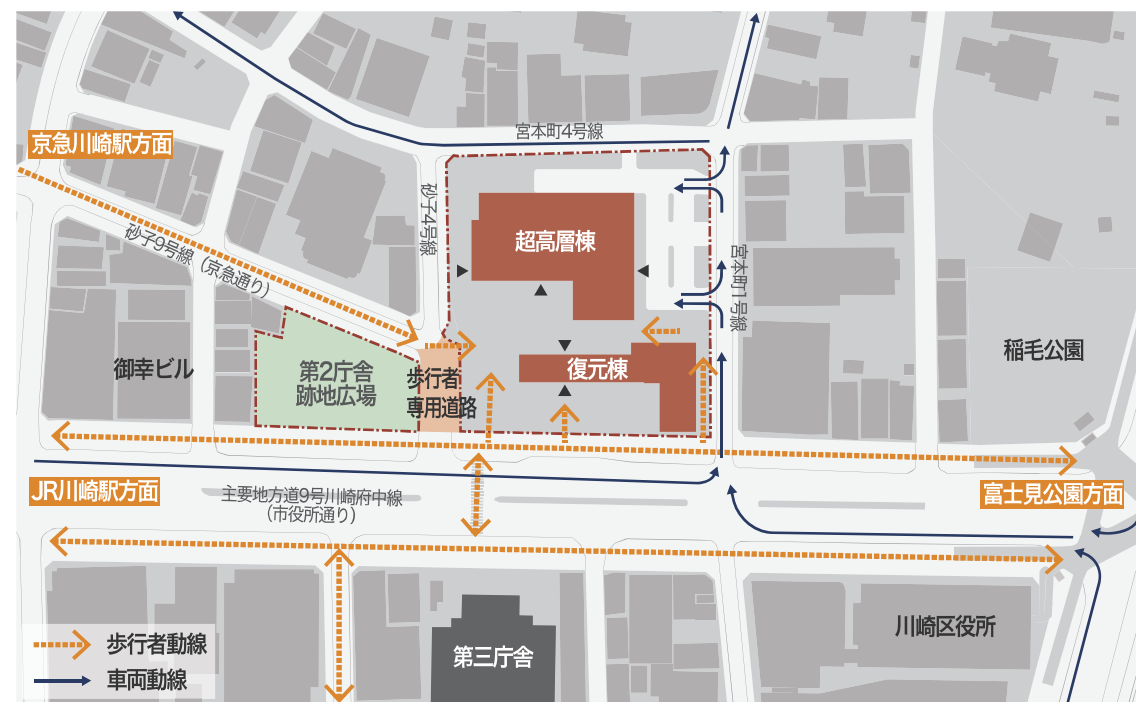 宮本町4号線
京急川崎駅方面
砂子4号線
砂子9号線（京急通り）
超高層棟
宮本町1号線
御幸ビル
第2庁舎
跡地広場
歩行者
専用道路
復元棟
稲毛公園
JR川崎駅方面
主要地方道9号川崎府中線
（市役所通り）
富士見公園方面
川崎区役所
第三庁舎
歩行者動線
車両動線